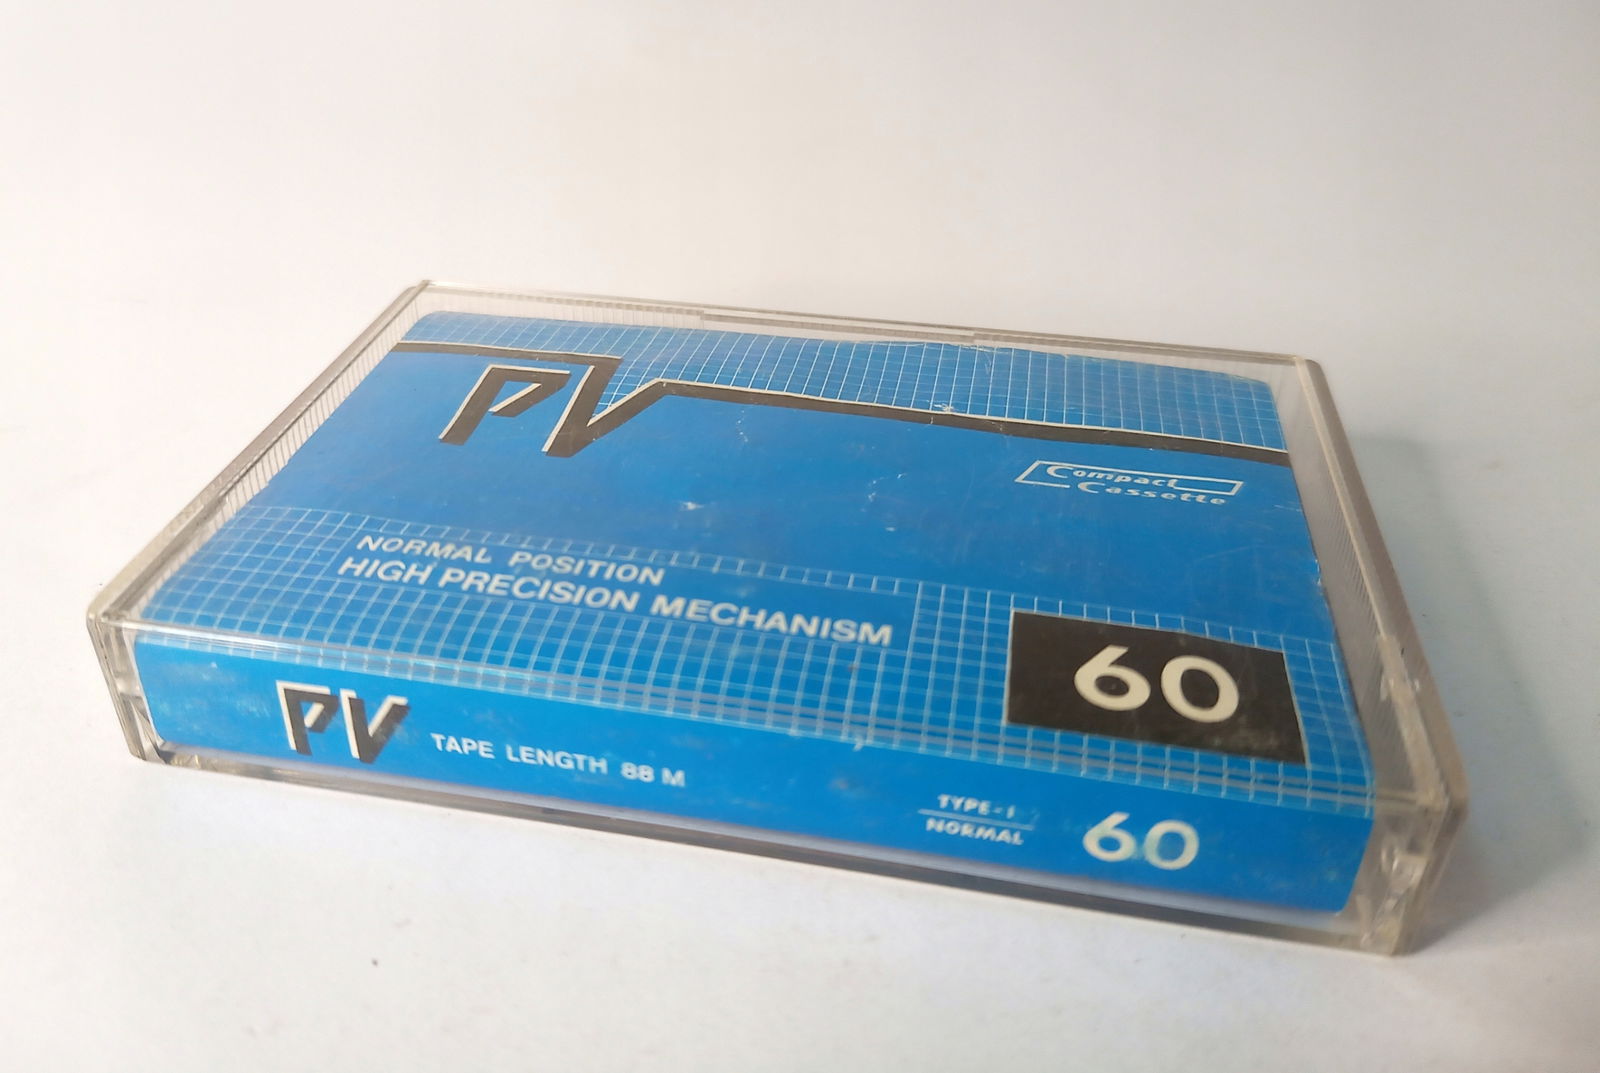 PV
Compact
Cassette
NORMAL POSITION
HIGH PRECISION MECHANISM
60
PV
TAPE LENGTH 88 M
TYPE-I
NORMAL
60